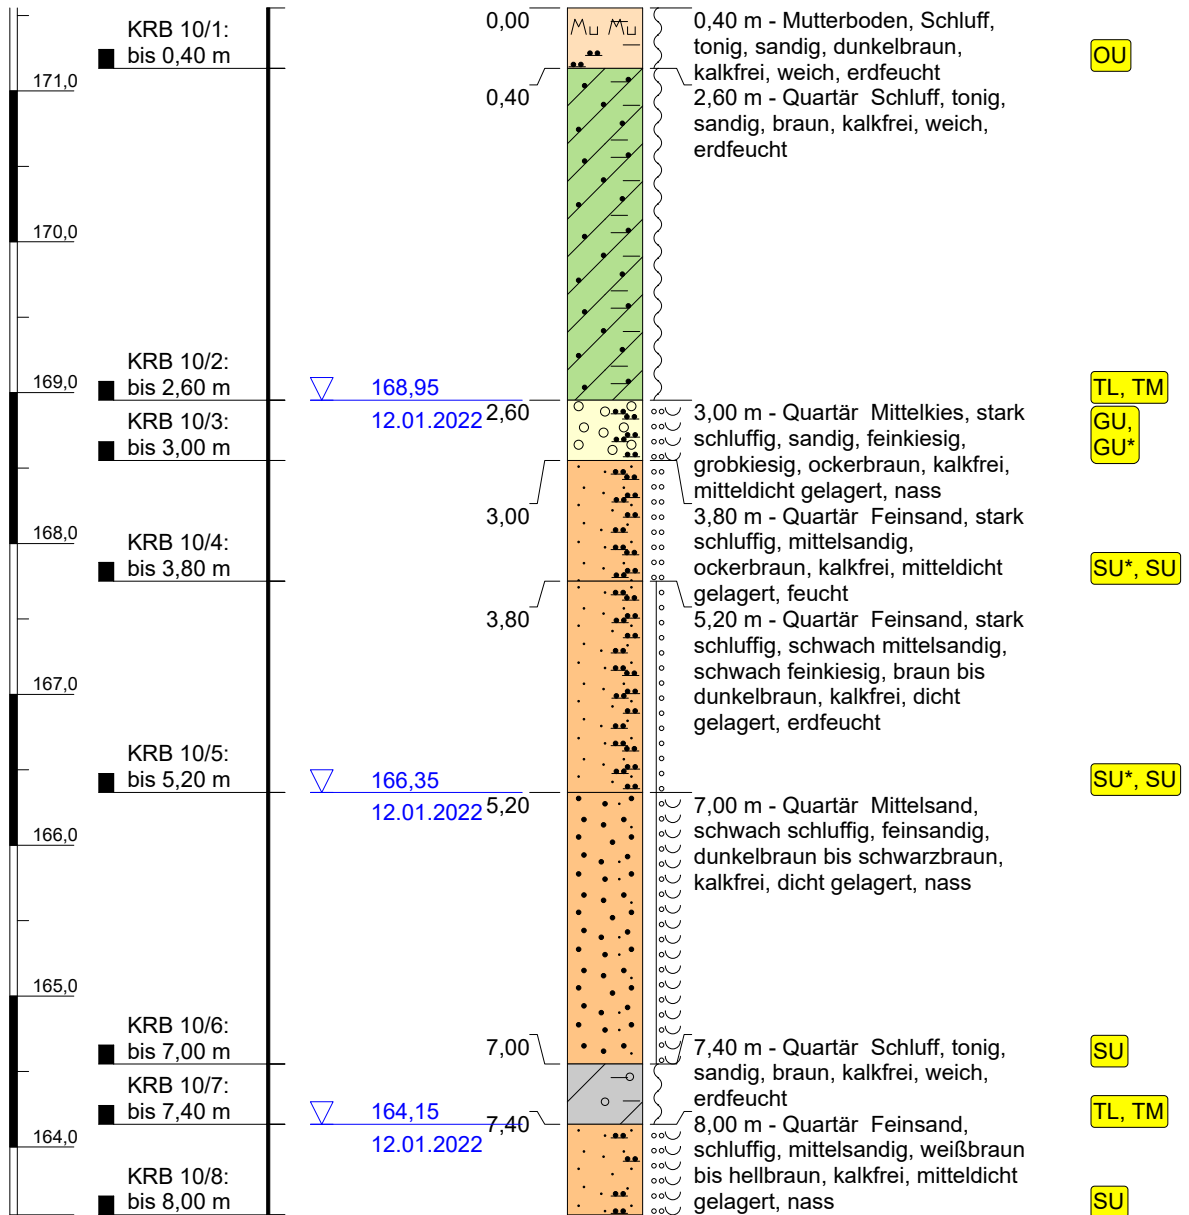 0,00
KRB 10/1:
bis 0,40 m
0,40 m - Mutterboden, Schluff,
tonig, sandig, dunkelbraun,
kalkfrei, weich, erdfeucht
OU
171,0
0,40
2,60 m - Quartär  Schluff, tonig,
sandig, braun, kalkfrei, weich,
erdfeucht
170,0
169,0
KRB 10/2:
bis 2,60 m
168,95
12.01.2022
TL, TM
2,60
KRB 10/3:
bis 3,00 m
3,00 m - Quartär  Mittelkies, stark
schluffig, sandig, feinkiesig,
grobkiesig, ockerbraun, kalkfrei,
mitteldicht gelagert, nass
GU,
GU*
3,00
168,0
KRB 10/4:
bis 3,80 m
3,80 m - Quartär  Feinsand, stark
schluffig, mittelsandig,
ockerbraun, kalkfrei, mitteldicht
gelagert, feucht
SU*, SU
3,80
5,20 m - Quartär  Feinsand, stark
schluffig, schwach mittelsandig,
schwach feinkiesig, braun bis
dunkelbraun, kalkfrei, dicht
gelagert, erdfeucht
167,0
KRB 10/5:
bis 5,20 m
166,35
12.01.2022
SU*, SU
5,20
7,00 m - Quartär  Mittelsand,
schwach schluffig, feinsandig,
dunkelbraun bis schwarzbraun,
kalkfrei, dicht gelagert, nass
166,0
165,0
KRB 10/6:
bis 7,00 m
7,00
SU
7,40 m - Quartär  Schluff, tonig,
sandig, braun, kalkfrei, weich,
erdfeucht
KRB 10/7:
bis 7,40 m
164,15
12.01.2022
7,40
TL, TM
8,00 m - Quartär  Feinsand,
schluffig, mittelsandig, weißbraun
bis hellbraun, kalkfrei, mitteldicht
gelagert, nass
164,0
KRB 10/8:
bis 8,00 m
SU